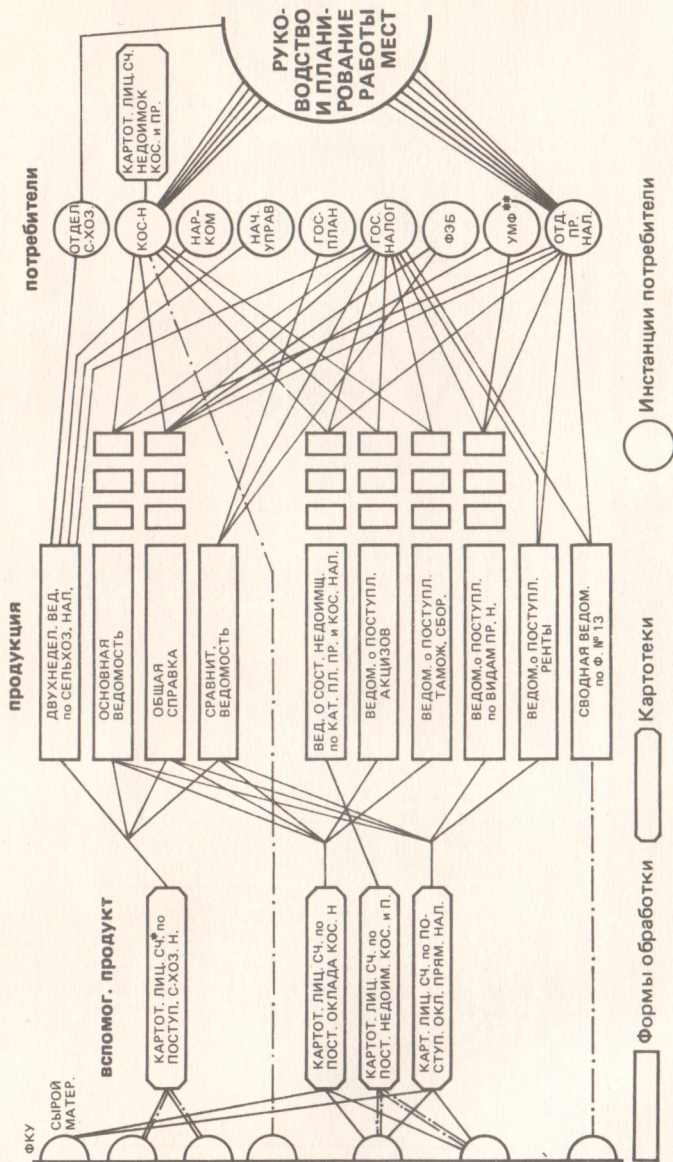 ФКУ
СЫРОЙ
МАТЕР.
вспомог. продукт
КАРТОТ. ЛИЦ. СЧ*. по
ПОСТУП. С-ХОЗ. Н.
КАРТОТ. ЛИЦ. СЧ. по
ПОСТ. ОКЛАДА КОС. Н
КАРТОТ. ЛИЦ. СЧ. по
ПОСТ. НЕДОИМ. КОС. и П.
КАРТ. ЛИЦ. СЧ. по ПО-
СТУП. ОКЛ. ПРЯМ. НАЛ.
продукция
ДВУХНЕДЕЛ. ВЕД.
по СЕЛЬХОЗ. НАЛ.
ОСНОВНАЯ
ВЕДОМОСТЬ
ОБЩАЯ
СПРАВКА
СРАВНИТ.
ВЕДОМОСТЬ
ВЕД. О СОСТ. НЕДОИМЩ.
по КАТ. ПЛ. ПР. и КОС. НАЛ.
ВЕДОМ. о ПОСТУПЛ.
АКЦИЗОВ
ВЕДОМ. о ПОСТУПЛ.
ТАМОЖ. СБОР.
ВЕДОМ. о ПОСТУПЛ.
по ВИДАМ ПР. Н.
ВЕДОМ. о ПОСТУПЛ.
РЕНТЫ
СВОДНАЯ ВЕДОМ.
по Ф. № 13
потребители
ОТДЕЛ
С-ХОЗ.
КОС-Н
НАР-
КОМ
НАЧ.
УПРАВ
ГОС-
ПЛАН
ГОС.
НАЛОГ
ФЭБ
УМФ**
ОТД.
ПР.
НАЛ.
КАРТОТ. ЛИЦ. СЧ.
НЕДОИМОК
КОС. и ПР.
РУКО-
ВОДСТВО
И ПЛАНИ-
РОВАНИЕ
РАБОТЫ
МЕСТ
Формы обработки
Картотеки
Инстанции потребители